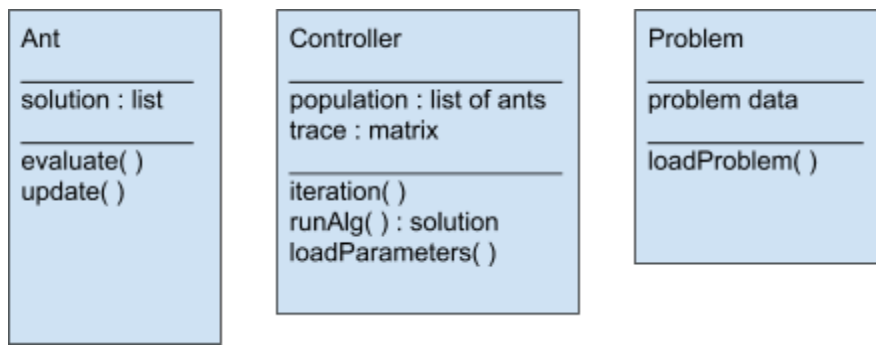 Ant
solution : list
evaluate( )
update( )
Controller
population : list of ants
trace : matrix
iteration( )
runAlg( ) : solution
loadParameters( )
Problem
problem data
loadProblem( )